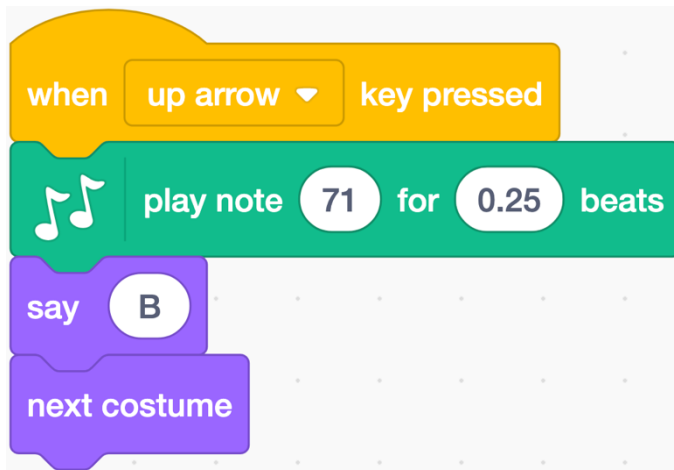 when up arrow key pressed
play note 71 for 0.25 beats
say B
next costume